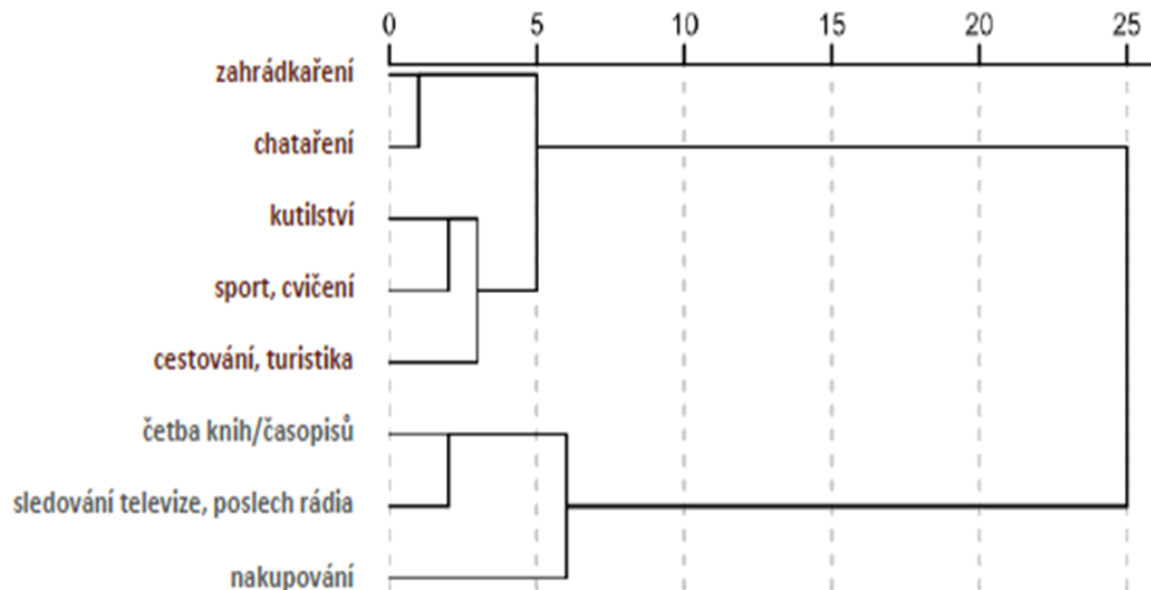 0 5 10 15 20 25
zahrádkaření
chataření
kutilství
sport, cvičení
cestování, turistika
četba knih/časopisů
sledování televize, poslech rádia
nakupování